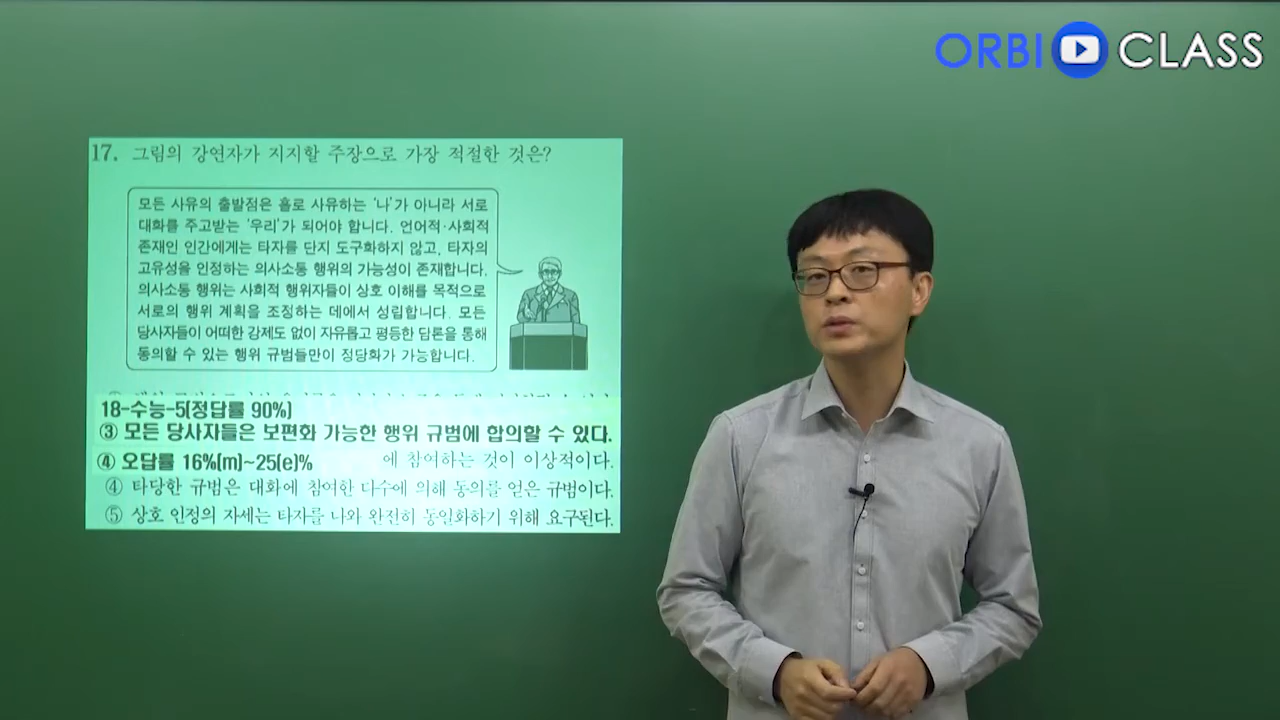 ORBI CLASS
17. 그림의 강연자가 지지할 주장으로 가장 적절한 것은?
모든 사유의 출발점은 홀로 사유하는 '나'가 아니라 서로
대화를 주고받는 '우리'가 되어야 합니다. 언어적·사회적
존재인 인간에게는 타자를 단지 도구화하지 않고, 타자의
고유성을 인정하는 의사소통 행위의 가능성이 존재합니다.
의사소통 행위는 사회적 행위자들이 상호 이해를 목적으로
서로의 행위 계획을 조정하는 데에서 성립합니다. 모든
당사자들이 어떠한 강제도 없이 자유롭고 평등한 담론을 통해
동의할 수 있는 행위 규범들만이 정당화가 가능합니다.
18-수능-5(정답률 90%)
③ 모든 당사자들은 보편화 가능한 행위 규범에 합의할 수 있다.
④ 오답률 16%(m)~25(e)% 에 참여하는 것이 이상적이다.
④ 타당한 규범은 대화에 참여한 다수에 의해 동의를 얻은 규범이다.
⑤ 상호 인정의 자세는 타자를 나와 완전히 동일화하기 위해 요구된다.